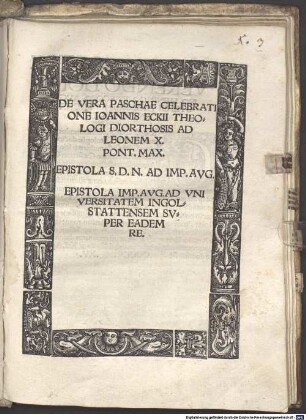 X. 3
DE VERA PASCHAE CELEBRATI
ONE IOANNIS ECKII THEO-
LOGI DIORTHOSIS AD
LEONEM X.
PONT. MAX.
EPISTOLA S. D. N. AD IMP. AVG.
EPISTOLA IMP. AVG. AD VNI
VERSITATEM INGOL-
STATTENSEM SV-
PER EADEM
RE.